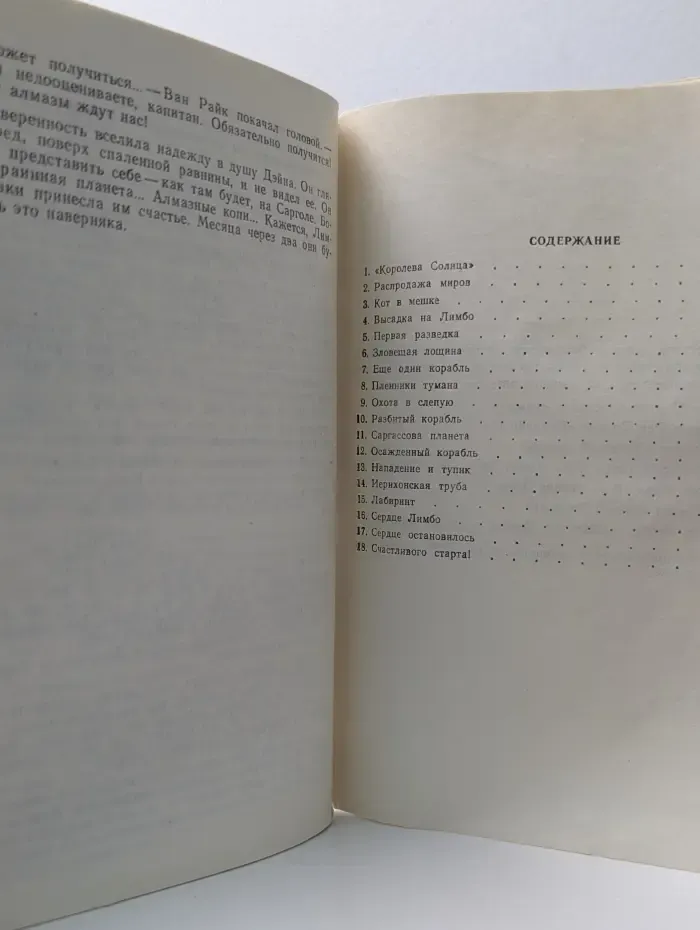 ожет получиться... — Ван Райк покачал головой. —
недооцениваете, капитан. Обязательно получится!
алмазы ждут нас!
веренность вселила надежду в душу Дэйна. Он гля-
ред, поверх спаленной равнины, и не видел ее. Он
представить себе — как там будет, на Сарголе. Бо-
раинная планета... Алмазные копи... Кажется, Лим-
вки принесла им счастье. Месяца через два они бу-
ь это наверняка.
СОДЕРЖАНИЕ
1. «Королева Солнца»
2. Распродажа миров
3. Кот в мешке
4. Высадка на Лимбо
5. Первая разведка
6. Зловещая лощина
7. Еще один корабль
8. Пленники тумана
9. Охота в слепую
10. Разбитый корабль
11. Саргассова планета
12. Осажденный корабль
13. Нападение и тупик
14. Иерихонская труба
15. Лабиринт
16. Сердце Лимбо
17. Сердце остановилось
18. Счастливого старта!